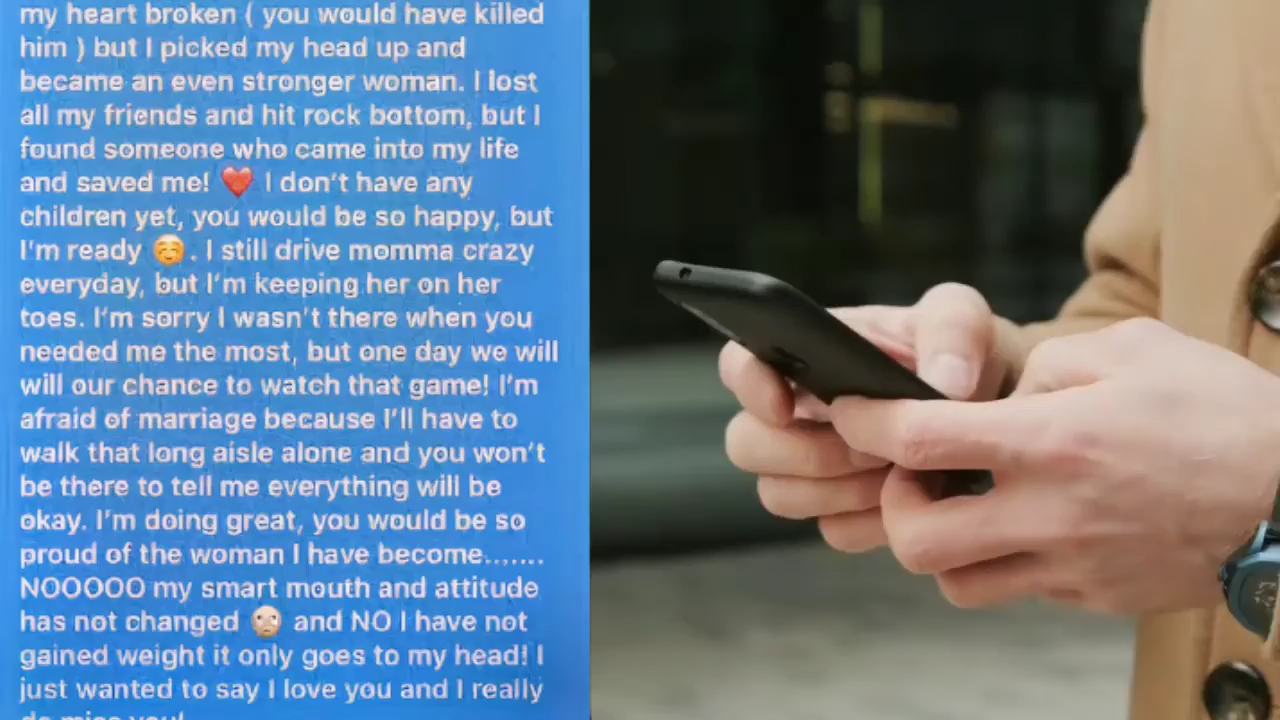 my heart broken ( you would have killed
him ) but I picked my head up and
became an even stronger woman. I lost
all my friends and hit rock bottom, but I
found someone who came into my life
and saved me! ❤️ I don't have any
children yet, you would be so happy, but
I'm ready ☺️. I still drive momma crazy
everyday, but I'm keeping her on her
toes. I'm sorry I wasn't there when you
needed me the most, but one day we will
will our chance to watch that game! I'm
afraid of marriage because I'll have to
walk that long aisle alone and you won't
be there to tell me everything will be
okay. I'm doing great, you would be so
proud of the woman I have become.......
NOOOOO my smart mouth and attitude
has not changed 🙄 and NO I have not
gained weight it only goes to my head! I
just wanted to say I love you and I really
do miss you!